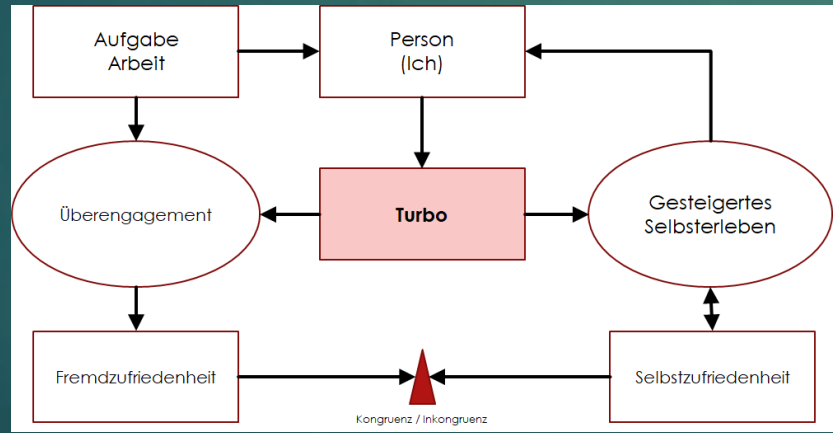 Aufgabe
Arbeit
Person
(Ich)
Überengagement
Turbo
Gesteigertes
Selbsterleben
Fremdzufriedenheit
Selbstzufriedenheit
Kongruenz / Inkongruenz